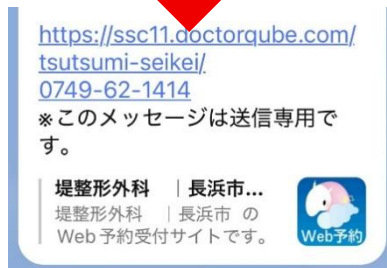 https://ssc11.doctorqube.com/
tsutsumi-seikei/
0749-62-1414
※このメッセージは送信専用で
す。
堤整形外科 ｜長浜市...
堤整形外科 ｜長浜市 の
Web予約受付サイトです。
Web予約